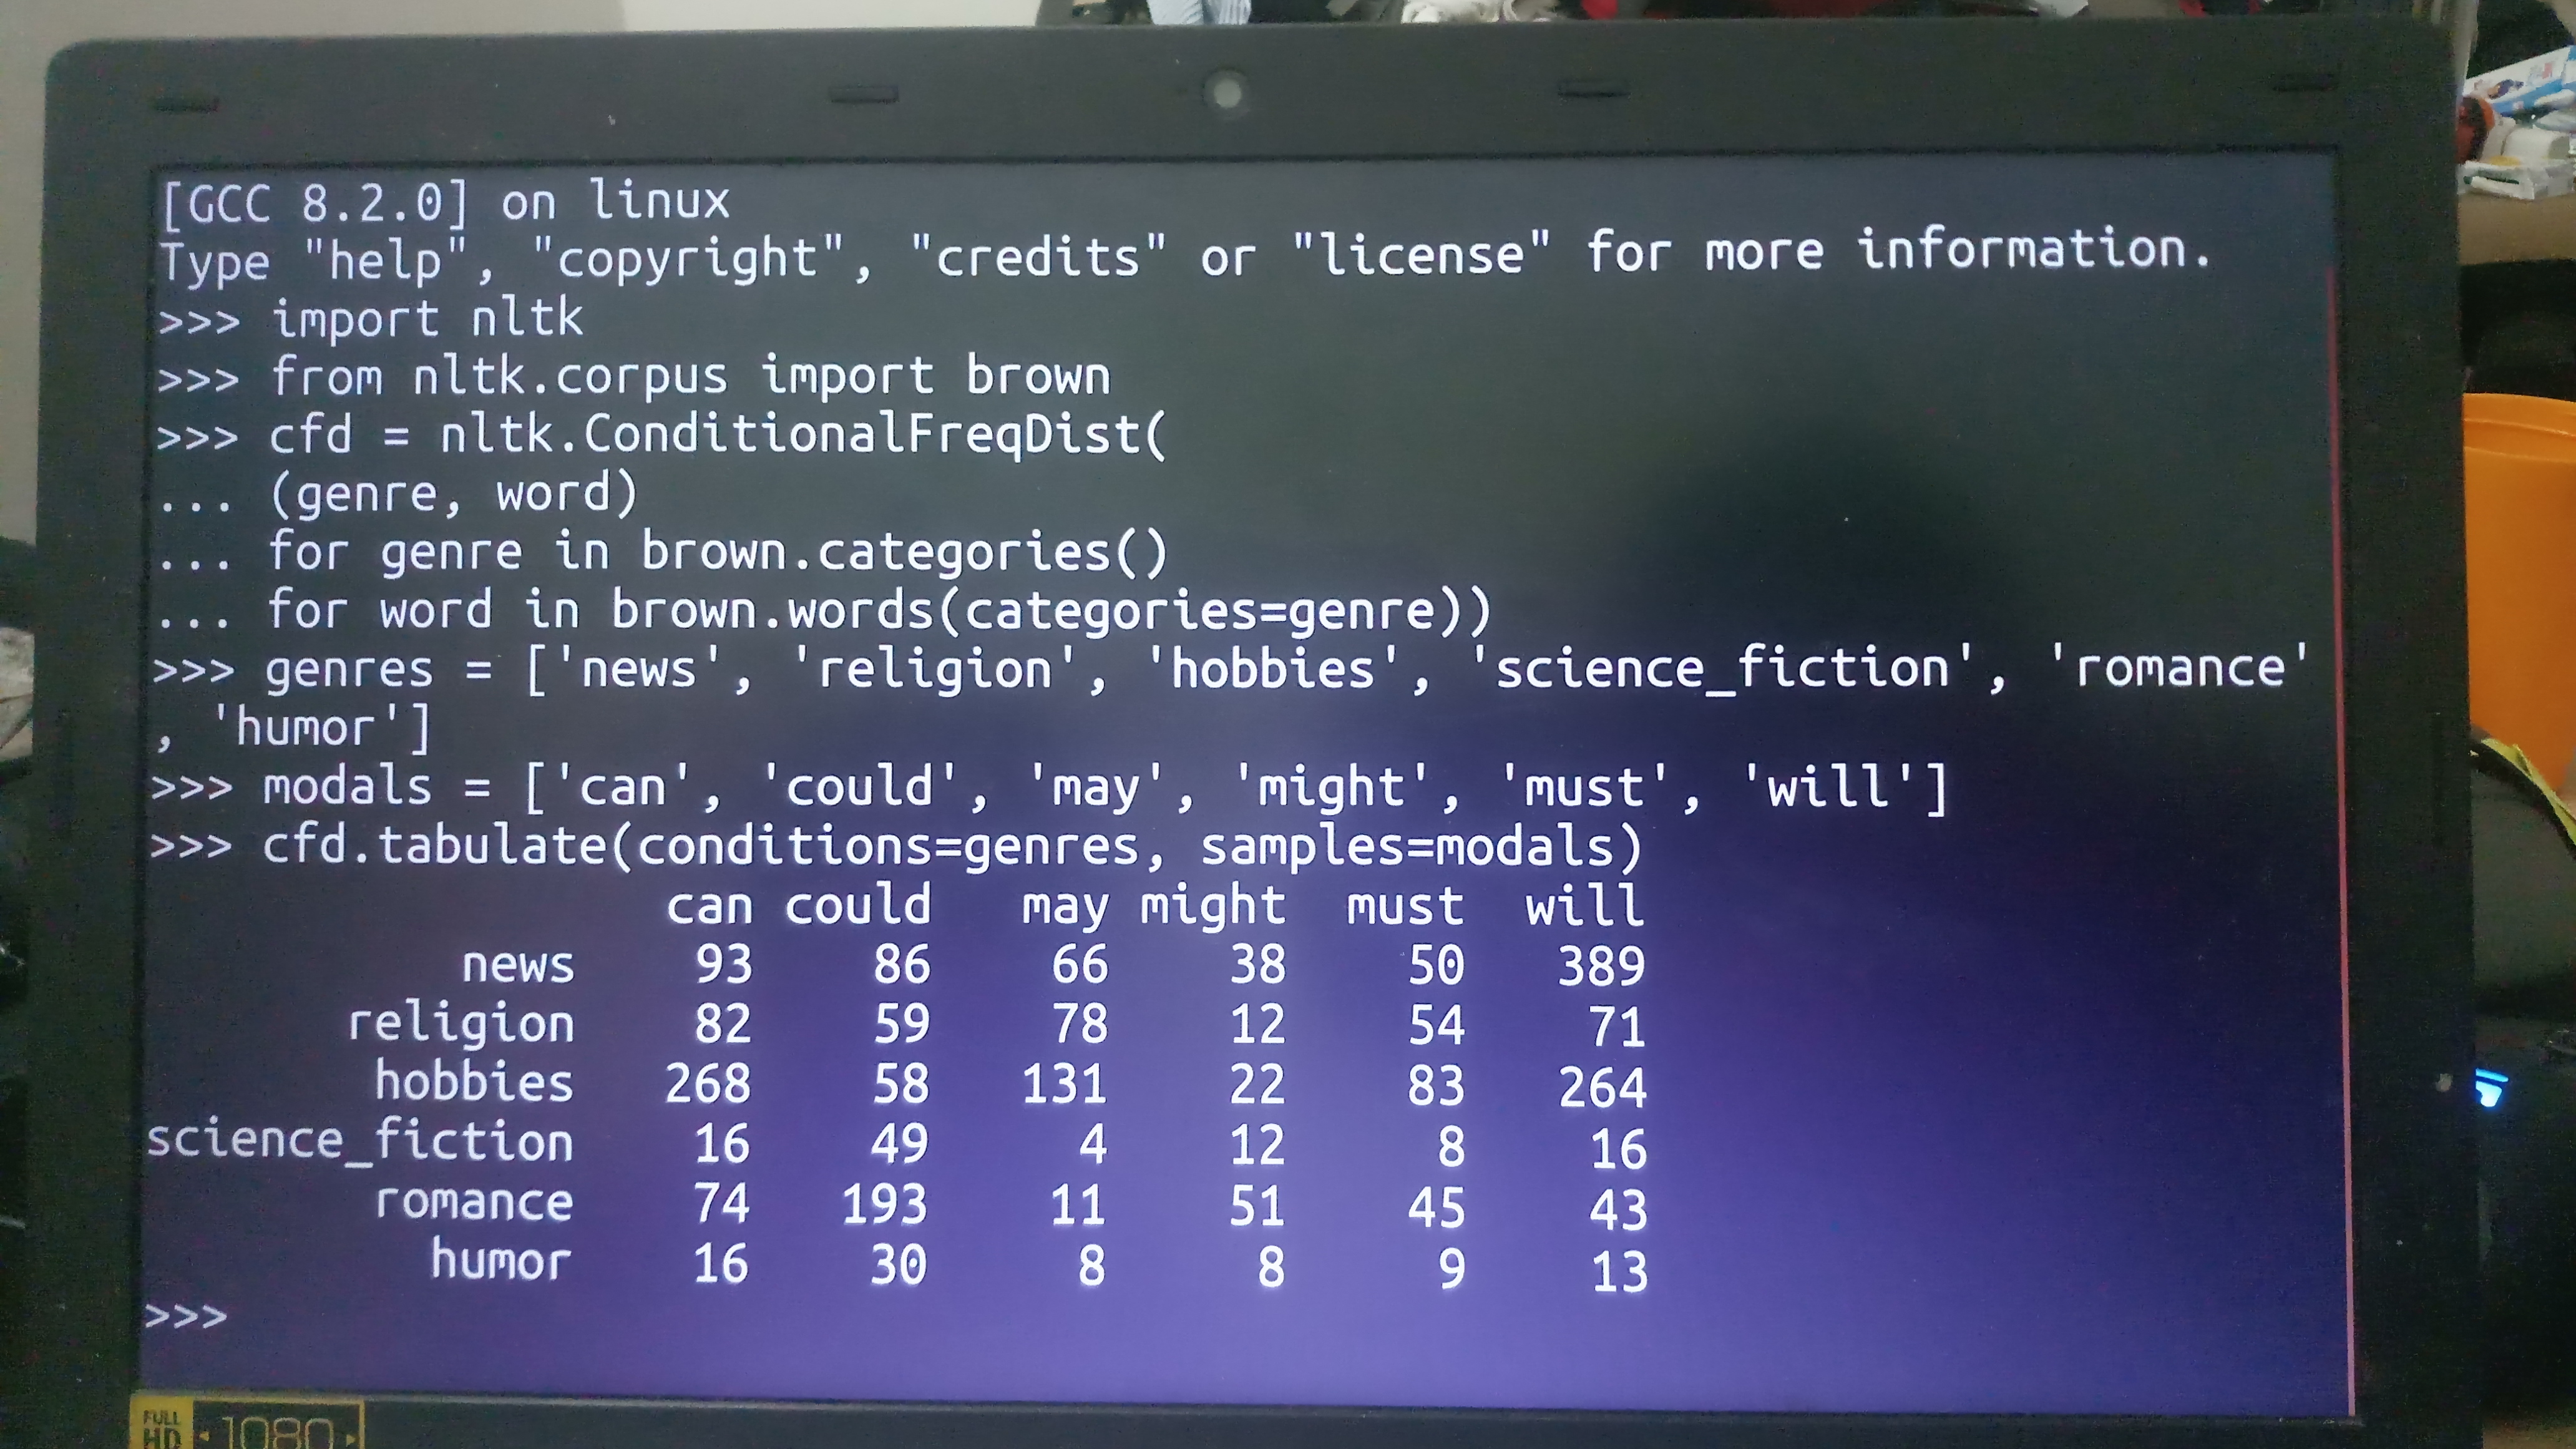 [GCC 8.2.0] on linux
Type "help", "copyright", "credits" or "license" for more information.
>>> import nltk
>>> from nltk.corpus import brown
>>> cfd = nltk.ConditionalFreqDist(
... (genre, word)
... for genre in brown.categories()
... for word in brown.words(categories=genre))
>>> genres = ['news', 'religion', 'hobbies', 'science_fiction', 'romance'
, 'humor']
>>> modals = ['can', 'could', 'may', 'might', 'must', 'will']
>>> cfd.tabulate(conditions=genres, samples=modals)
can could may might must will
news 93 86 66 38 50 389
religion 82 59 78 12 54 71
hobbies 268 58 131 22 83 264
science_fiction 16 49 4 12 8 16
romance 74 193 11 51 45 43
humor 16 30 8 8 9 13
>>>
FULL HD 1080